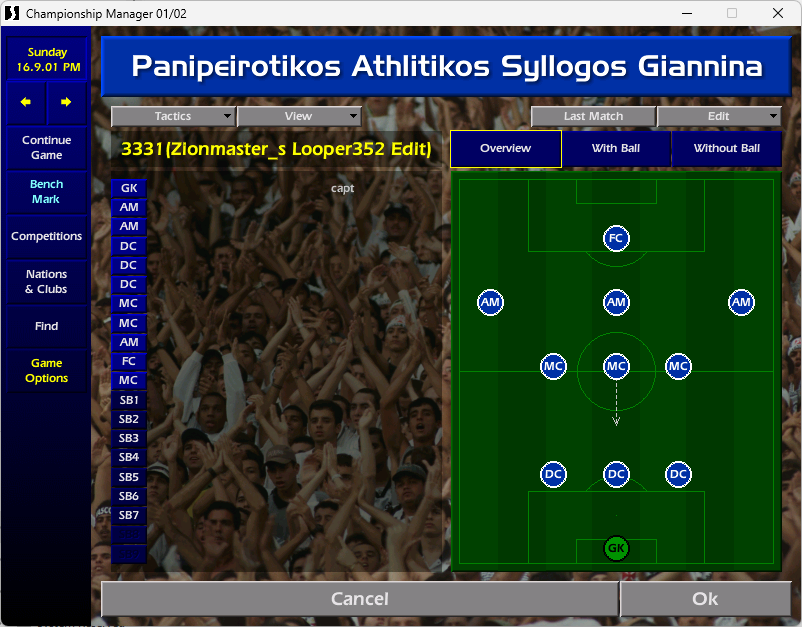 Championship Manager 01/02
Sunday
16.9.01 PM
Continue
Game
Bench
Mark
Competitions
Nations
& Clubs
Find
Game
Options
Panipeirotikos Athlitikos Syllogos Giannina
Tactics
View
Last Match
Edit
3331(Zionmaster_s Looper352 Edit)
Overview
With Ball
Without Ball
GK
capt
AM
AM
DC
DC
DC
MC
MC
AM
FC
MC
SB1
SB2
SB3
SB4
SB5
SB6
SB7
FC
AM
AM
AM
MC
MC
MC
DC
DC
DC
GK
Cancel
Ok